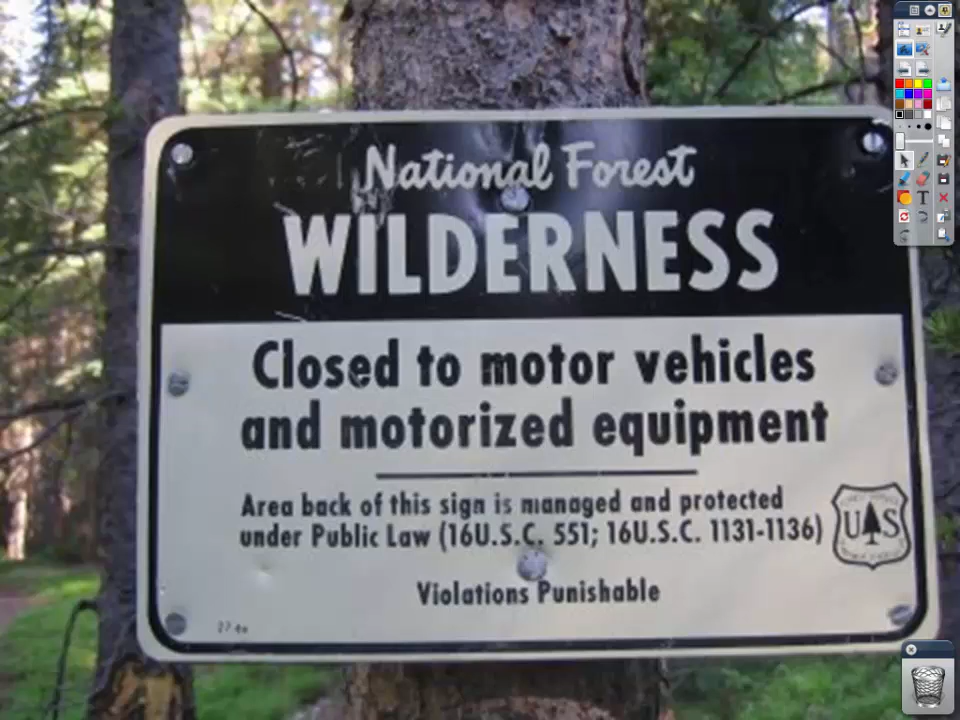 National Forest
WILDERNESS
Closed to motor vehicles
and motorized equipment
Area back of this sign is managed and protected
under Public Law (16U.S.C. 551; 16U.S.C. 1131-1136)
US
Violations Punishable